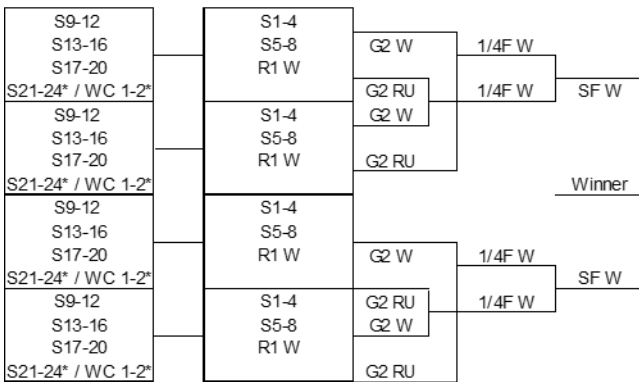 S9-12
S13-16
S17-20
S21-24* / WC 1-2*
S9-12
S13-16
S17-20
S21-24* / WC 1-2*
S9-12
S13-16
S17-20
S21-24* / WC 1-2*
S9-12
S13-16
S17-20
S21-24* / WC 1-2*
S1-4
S5-8
R1 W
S1-4
S5-8
R1 W
S1-4
S5-8
R1 W
S1-4
S5-8
R1 W
G2 W
G2 RU
G2 W
G2 RU
G2 W
G2 RU
G2 W
G2 RU
1/4F W
1/4F W
1/4F W
1/4F W
SF W
Winner
SF W